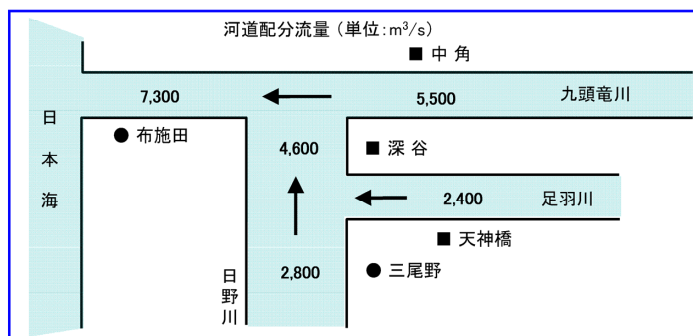 河道配分流量（単位：m³/s）
■ 中 角
7,300
5,500
九頭竜川
日本海
● 布施田
4,600
■ 深 谷
2,400
足羽川
■ 天神橋
日野川
2,800
● 三尾野